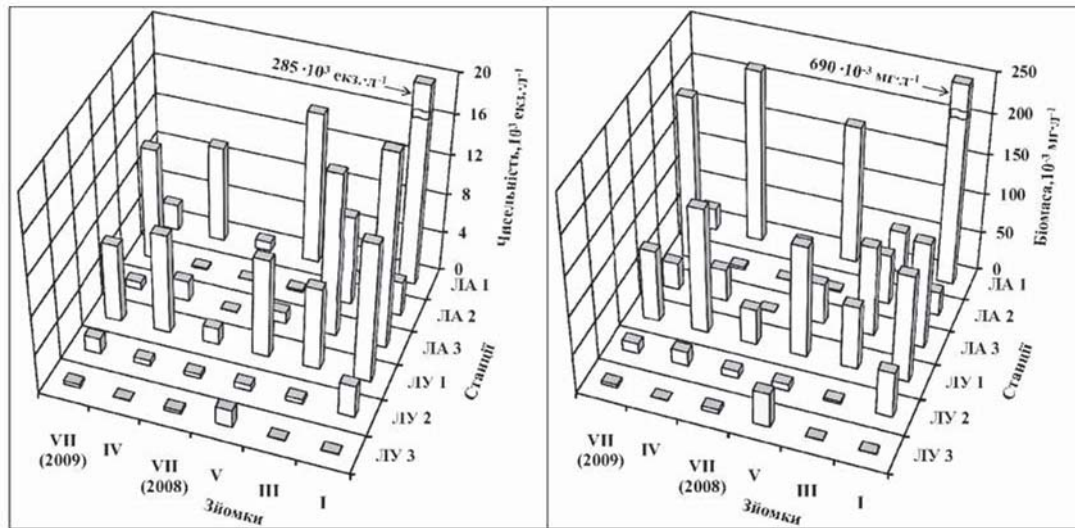 285 ·10³ екз.·л⁻¹
20
16
12
8
4
0
Чисельність,10³ екз.·л⁻¹
ЛА 1
ЛА 2
ЛА 3
ЛУ 1
ЛУ 2
ЛУ 3
Станції
VII
(2009)
IV
VII
(2008)
V
III
I
Зйомки
690 ·10⁻³ мг·л⁻¹
250
200
150
100
50
0
Біомаса,10⁻³ мг·л⁻¹
ЛА 1
ЛА 2
ЛА 3
ЛУ 1
ЛУ 2
ЛУ 3
Станції
VII
(2009)
IV
VII
(2008)
V
III
I
Зйомки